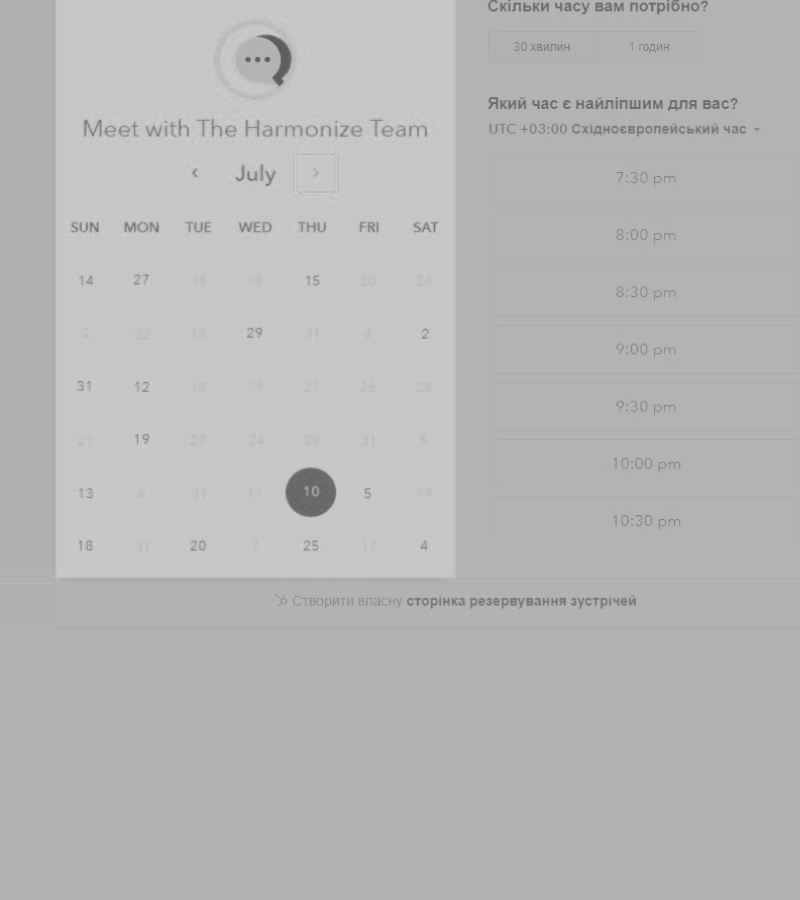 Скільки часу вам потрібно?
30 хвилин
1 годин
Meet with The Harmonize Team
July
SUN MON TUE WED THU FRI SAT
14 27 16 18 15 20 26
2 22 18 29 31 4 2
31 12 18 19 21 26 28
21 19 27 24 29 31 5
13 6 31 11 10 5 19
18 31 20 7 25 17 4
Який час є найліпшим для вас?
UTC +03:00 Східноєвропейський час
7:30 pm
8:00 pm
8:30 pm
9:00 pm
9:30 pm
10:00 pm
10:30 pm
Створити власну сторінка резервування зустрічей